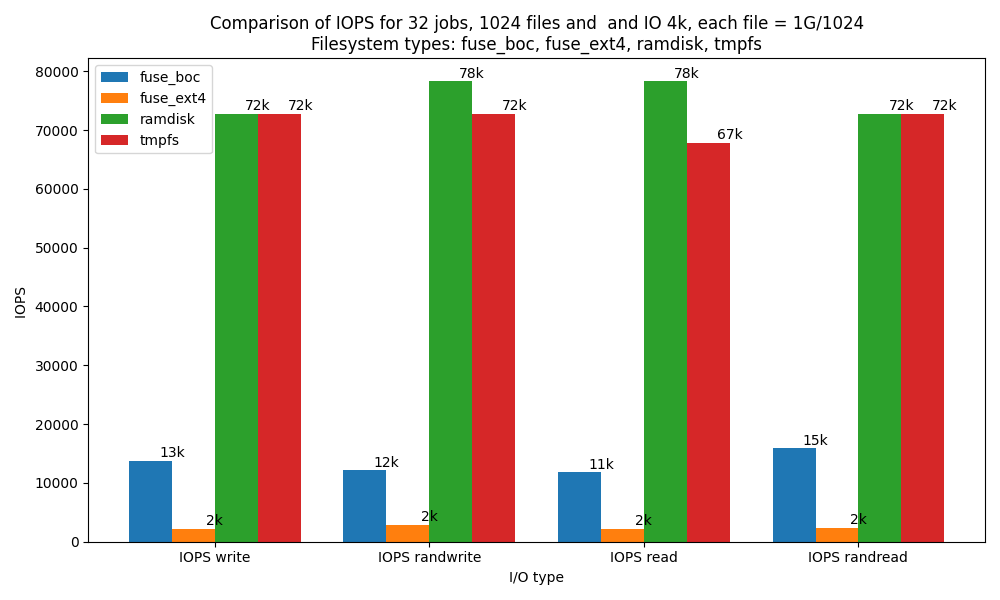 Comparison of IOPS for 32 jobs, 1024 files and  and IO 4k, each file = 1G/1024
Filesystem types: fuse_boc, fuse_ext4, ramdisk, tmpfs
fuse_boc
fuse_ext4
ramdisk
tmpfs
IOPS
80000
70000
60000
50000
40000
30000
20000
10000
0
13k
2k
72k
72k
12k
2k
78k
72k
11k
2k
78k
67k
15k
2k
72k
72k
IOPS write
IOPS randwrite
IOPS read
IOPS randread
I/O type